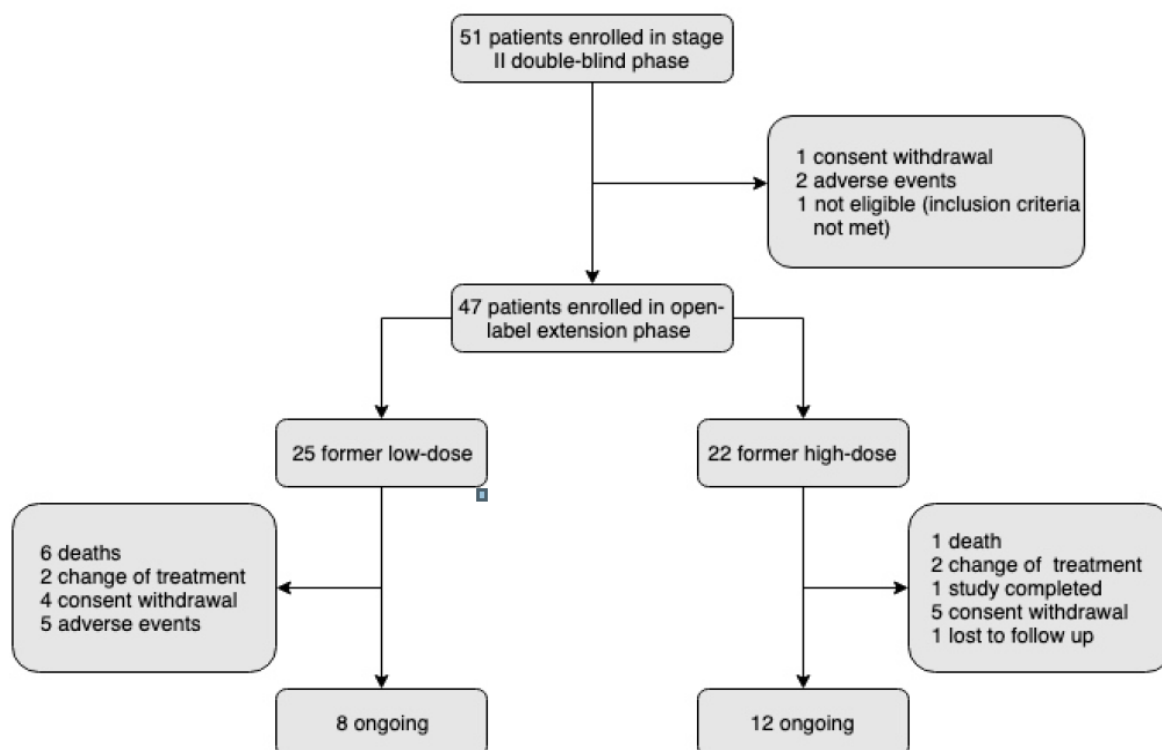 51 patients enrolled in stage
II double-blind phase
1 consent withdrawal
2 adverse events
1 not eligible (inclusion criteria
not met)
47 patients enrolled in open-
label extension phase
25 former low-dose
22 former high-dose
6 deaths
2 change of treatment
4 consent withdrawal
5 adverse events
1 death
2 change of treatment
1 study completed
5 consent withdrawal
1 lost to follow up
8 ongoing
12 ongoing